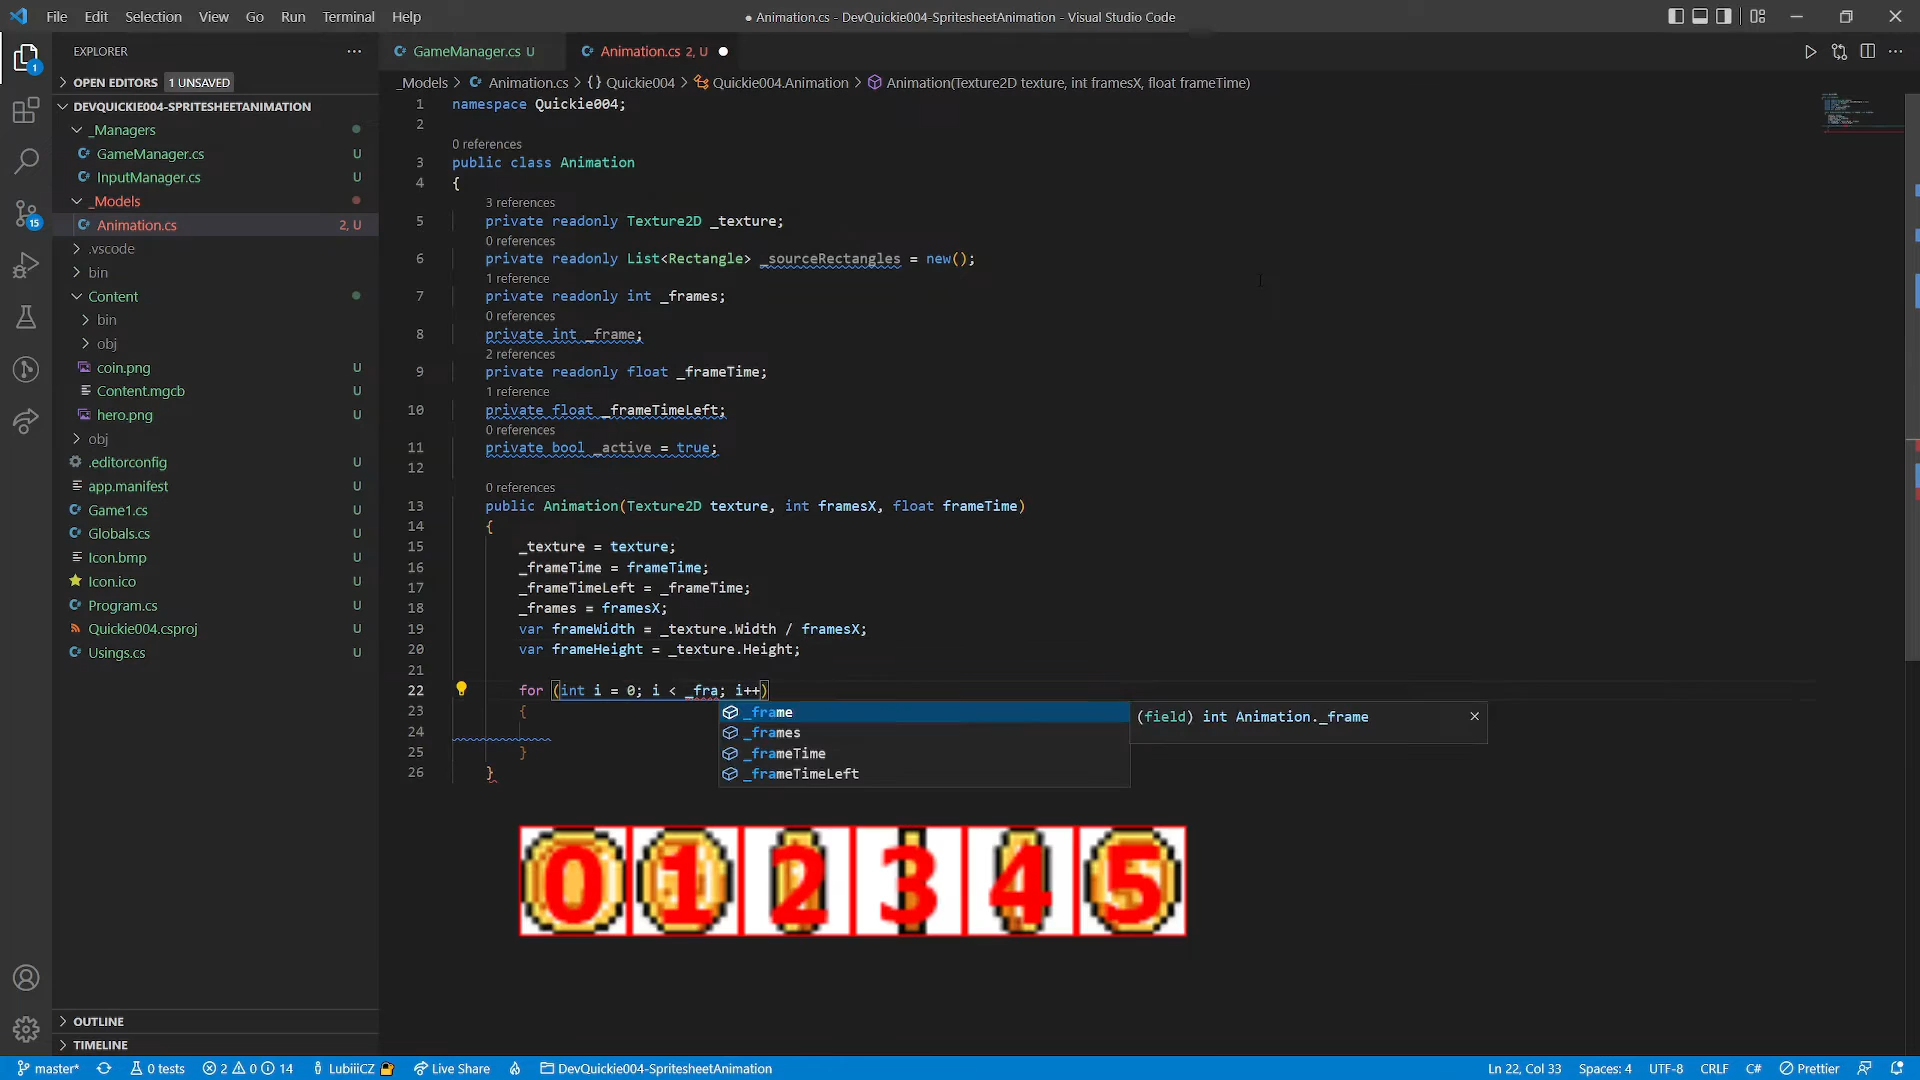 File Edit Selection View Go Run Terminal Help
● Animation.cs - DevQuickie004-SpritesheetAnimation - Visual Studio Code
EXPLORER
OPEN EDITORS 1 UNSAVED
DEVQUICKIE004-SPRITESHEETANIMATION
_Managers
GameManager.cs U
InputManager.cs U
_Models
Animation.cs 2, U
.vscode
bin
Content
bin
obj
coin.png U
Content.mgcb U
hero.png U
obj
.editorconfig U
app.manifest U
Game1.cs U
Globals.cs U
Icon.bmp U
Icon.ico U
Program.cs U
Quickie004.csproj U
Usings.cs U
OUTLINE
TIMELINE
1
15
GameManager.cs U
Animation.cs 2, U
_Models > Animation.cs > {} Quickie004 > Quickie004.Animation > Animation(Texture2D texture, int framesX, float frameTime)
1 namespace Quickie004;
2
0 references
3 public class Animation
4 {
3 references
5 private readonly Texture2D _texture;
0 references
6 private readonly List<Rectangle> _sourceRectangles = new();
1 reference
7 private readonly int _frames;
0 references
8 private int _frame;
2 references
9 private readonly float _frameTime;
1 reference
10 private float _frameTimeLeft;
0 references
11 private bool _active = true;
12
0 references
13 public Animation(Texture2D texture, int framesX, float frameTime)
14 {
15 _texture = texture;
16 _frameTime = frameTime;
17 _frameTimeLeft = _frameTime;
18 _frames = framesX;
19 var frameWidth = _texture.Width / framesX;
20 var frameHeight = _texture.Height;
21
22 for (int i = 0; i < _fra; i++)
23 {
24
25 }
26 }
_frame
_frames
_frameTime
_frameTimeLeft
(field) int Animation._frame
0 1 2 3 4 5
master* 0 tests 2 0 14 LubiiiCZ Live Share DevQuickie004-SpritesheetAnimation Ln 22, Col 33 Spaces: 4 UTF-8 CRLF C# Prettier